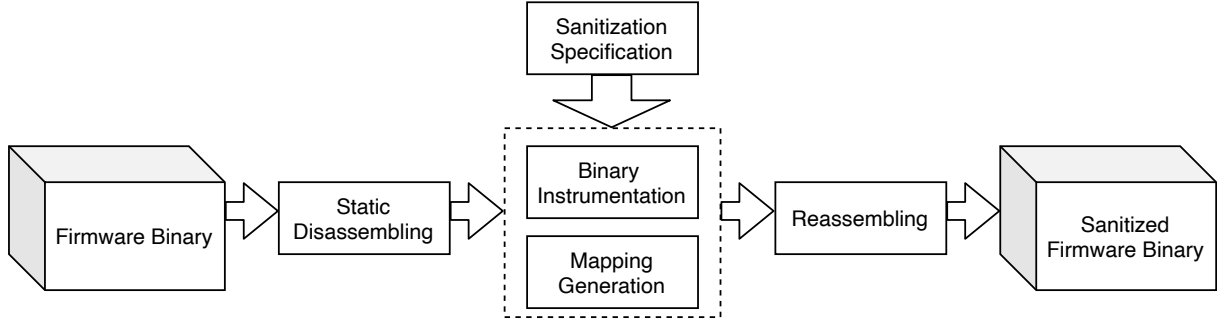 Sanitization
Specification
Firmware Binary
Static
Disassembling
Binary
Instrumentation
Mapping
Generation
Reassembling
Sanitized
Firmware Binary